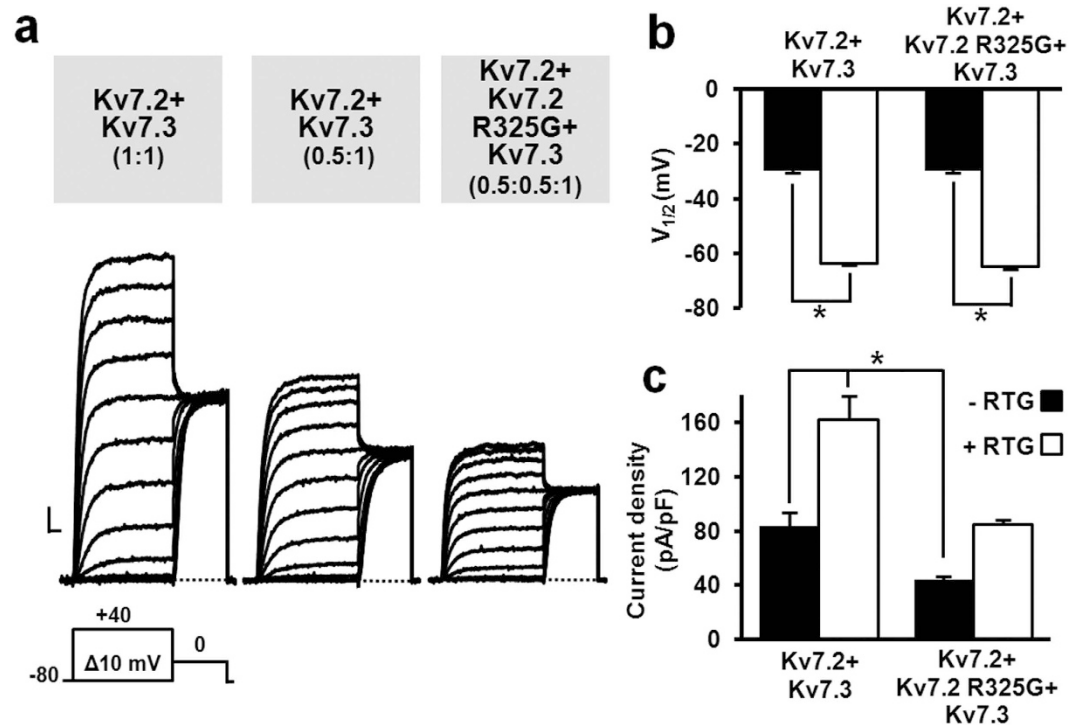 a
Kv7.2+
Kv7.3
(1:1)
Kv7.2+
Kv7.3
(0.5:1)
Kv7.2+
Kv7.2
R325G+
Kv7.3
(0.5:0.5:1)
+40
0
-80
Δ10 mV
b
Kv7.2+
Kv7.3
Kv7.2+
Kv7.2 R325G+
Kv7.3
0
-20
-40
-60
-80
V1/2 (mV)
*
*
c
*
- RTG
+ RTG
160
120
80
40
0
Current density
(pA/pF)
Kv7.2+
Kv7.3
Kv7.2+
Kv7.2 R325G+
Kv7.3